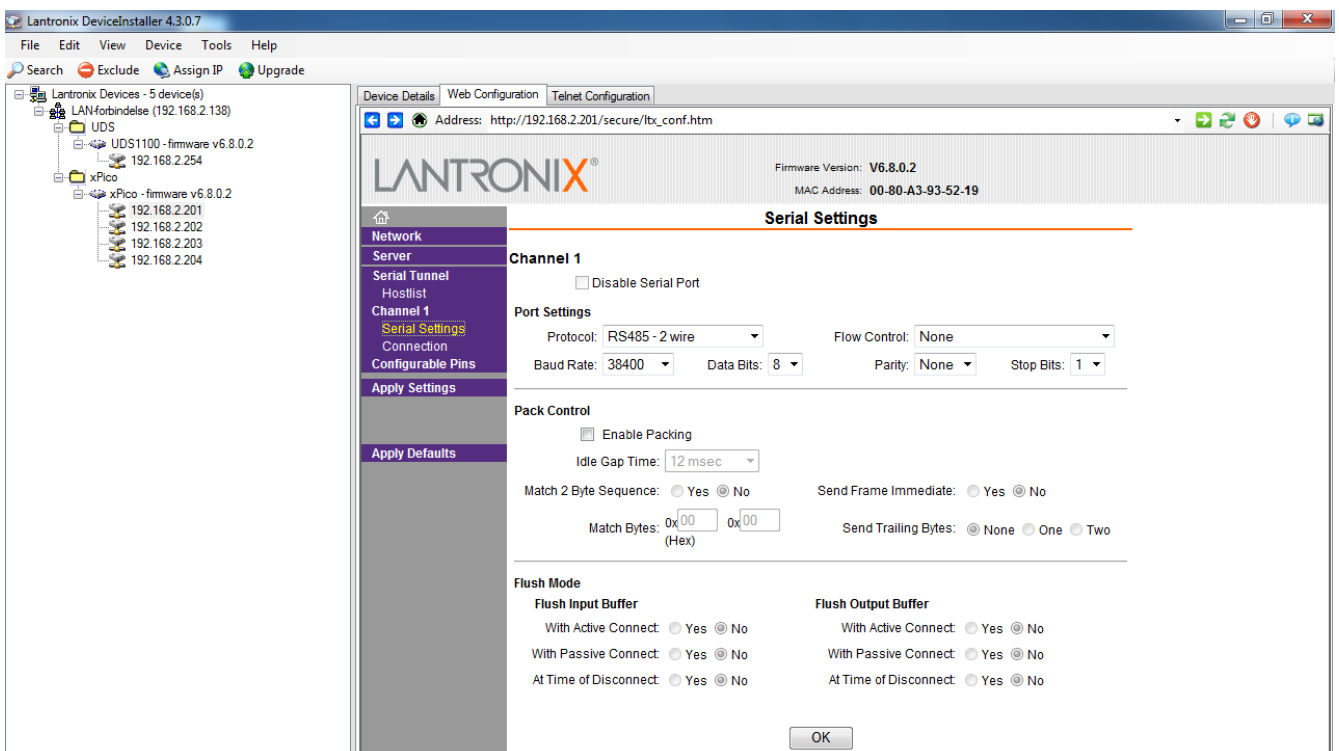 Lantronix DeviceInstaller 4.3.0.7
File Edit View Device Tools Help
Search Exclude Assign IP Upgrade
Lantronix Devices - 5 device(s)
LAN-forbindelse (192.168.2.138)
UDS
UDS1100 - firmware v6.8.0.2
192.168.2.254
xPico
xPico - firmware v6.8.0.2
192.168.2.201
192.168.2.202
192.168.2.203
192.168.2.204
Device Details Web Configuration Telnet Configuration
Address: http://192.168.2.201/secure/ltx_conf.htm
LANTRONIX®
Firmware Version: V6.8.0.2
MAC Address: 00-80-A3-93-52-19
Network
Server
Serial Tunnel
Hostlist
Channel 1
Serial Settings
Connection
Configurable Pins
Apply Settings
Apply Defaults
Serial Settings
Channel 1
Disable Serial Port
Port Settings
Protocol: RS485 - 2 wire Flow Control: None
Baud Rate: 38400 Data Bits: 8 Parity: None Stop Bits: 1
Pack Control
Enable Packing
Idle Gap Time: 12 msec
Match 2 Byte Sequence: Yes No Send Frame Immediate: Yes No
Match Bytes: 0x00 0x00 Send Trailing Bytes: None One Two
(Hex)
Flush Mode
Flush Input Buffer Flush Output Buffer
With Active Connect: Yes No With Active Connect: Yes No
With Passive Connect: Yes No With Passive Connect: Yes No
At Time of Disconnect: Yes No At Time of Disconnect: Yes No
OK